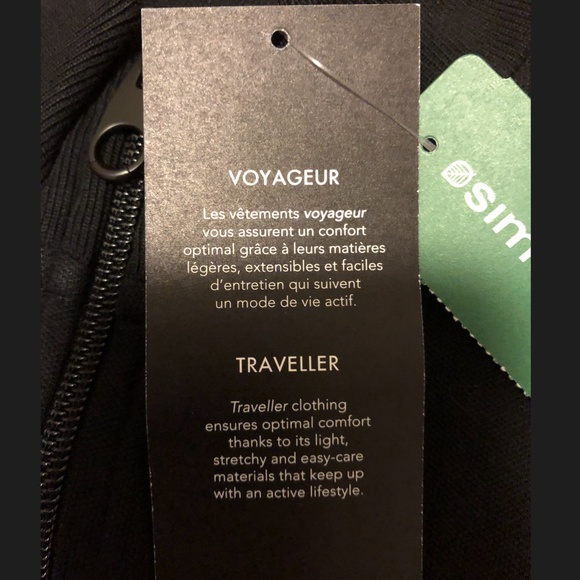 VOYAGEUR
Les vêtements voyageur
vous assurent un confort
optimal grâce à leurs matières
légères, extensibles et faciles
d'entretien qui suivent
un mode de vie actif.
TRAVELLER
Traveller clothing
ensures optimal comfort
thanks to its light,
stretchy and easy-care
materials that keep up
with an active lifestyle.
sim